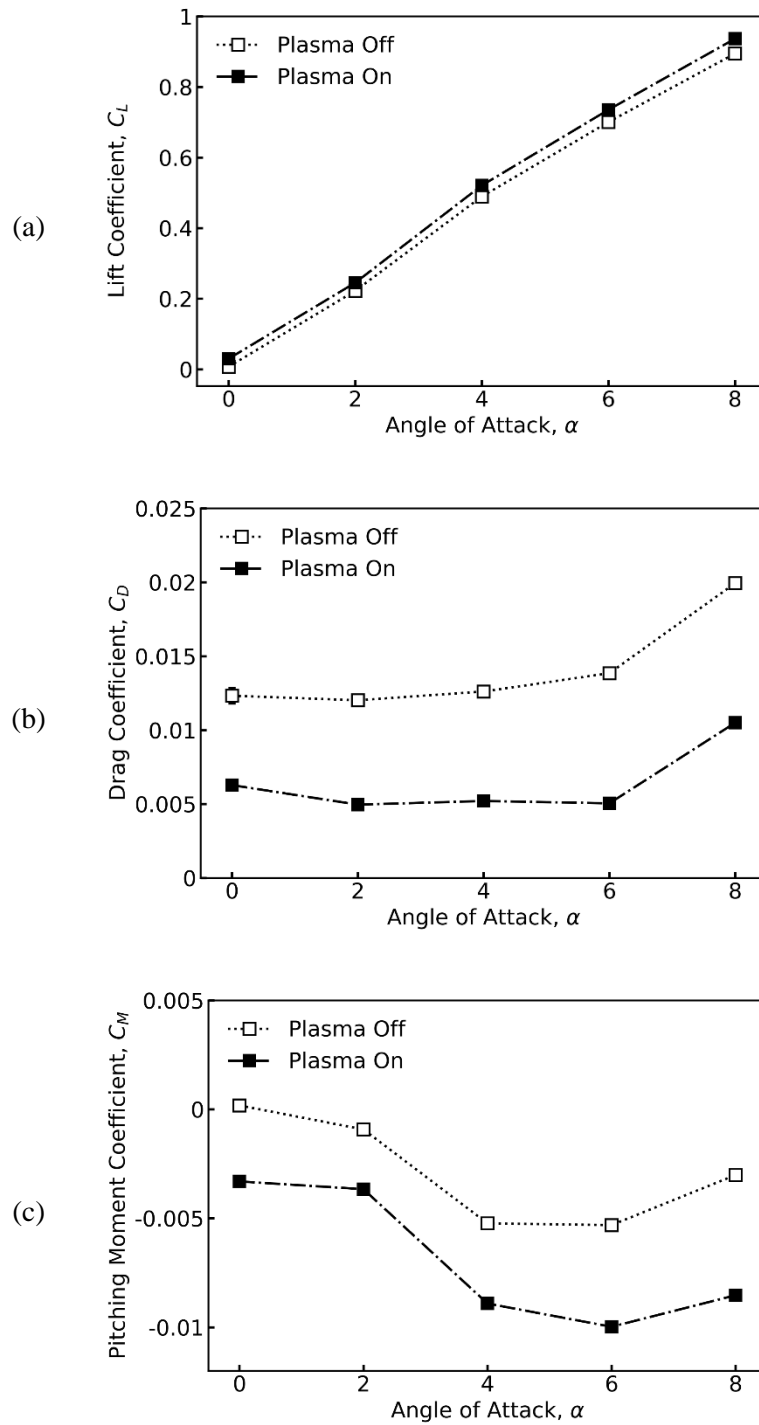 (a)
Lift Coefficient, C_L
1
0.8
0.6
0.4
0.2
0
Plasma Off
Plasma On
0 2 4 6 8
Angle of Attack, α
(b)
Drag Coefficient, C_D
0.025
0.02
0.015
0.01
0.005
0
Plasma Off
Plasma On
0 2 4 6 8
Angle of Attack, α
(c)
Pitching Moment Coefficient, C_M
0.005
0
-0.005
-0.01
Plasma Off
Plasma On
0 2 4 6 8
Angle of Attack, α